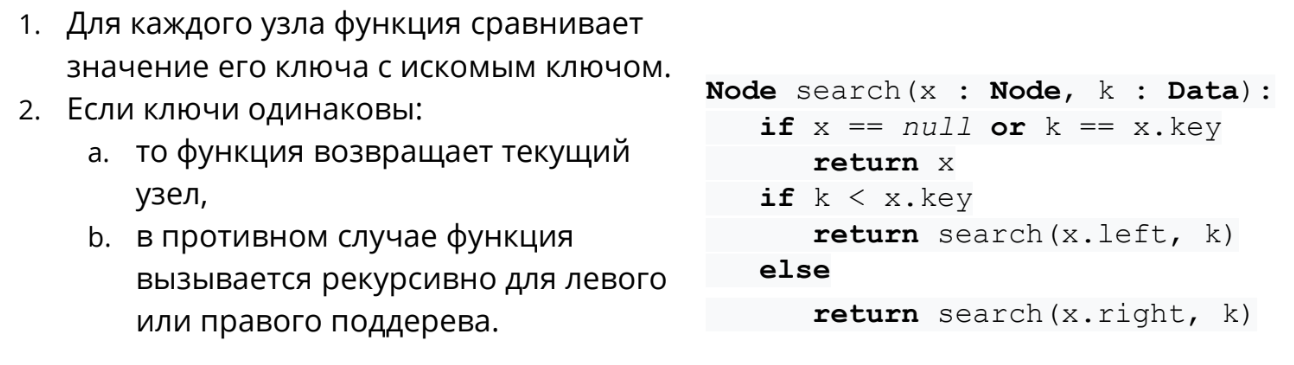 1. Для каждого узла функция сравнивает
значение его ключа с искомым ключом.
2. Если ключи одинаковы:
a. то функция возвращает текущий
узел,
b. в противном случае функция
вызывается рекурсивно для левого
или правого поддерева.
Node search(x : Node, k : Data):
if x == null or k == x.key
return x
if k < x.key
return search(x.left, k)
else
return search(x.right, k)